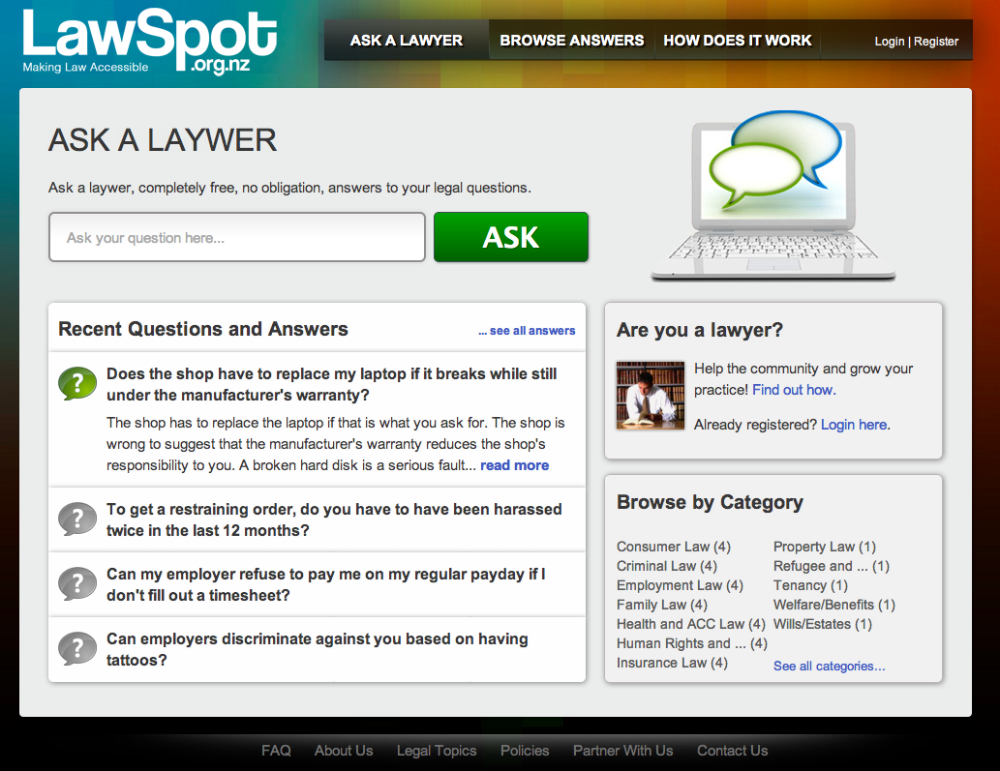 LawSpot
.org.nz
Making Law Accessible
ASK A LAWYER
BROWSE ANSWERS
HOW DOES IT WORK
Login | Register
ASK A LAYWER
Ask a laywer, completely free, no obligation, answers to your legal questions.
Ask your question here...
ASK
Recent Questions and Answers
... see all answers
Does the shop have to replace my laptop if it breaks while still
under the manufacturer's warranty?
The shop has to replace the laptop if that is what you ask for. The shop is
wrong to suggest that the manufacturer's warranty reduces the shop's
responsibility to you. A broken hard disk is a serious fault... read more
To get a restraining order, do you have to have been harassed
twice in the last 12 months?
Can my employer refuse to pay me on my regular payday if I
don't fill out a timesheet?
Can employers discriminate against you based on having
tattoos?
Are you a lawyer?
Help the community and grow your
practice! Find out how.
Already registered? Login here.
Browse by Category
Consumer Law (4)
Criminal Law (4)
Employment Law (4)
Family Law (4)
Health and ACC Law (4)
Human Rights and ... (4)
Insurance Law (4)
Property Law (1)
Refugee and ... (1)
Tenancy (1)
Welfare/Benefits (1)
Wills/Estates (1)
See all categories...
FAQ
About Us
Legal Topics
Policies
Partner With Us
Contact Us